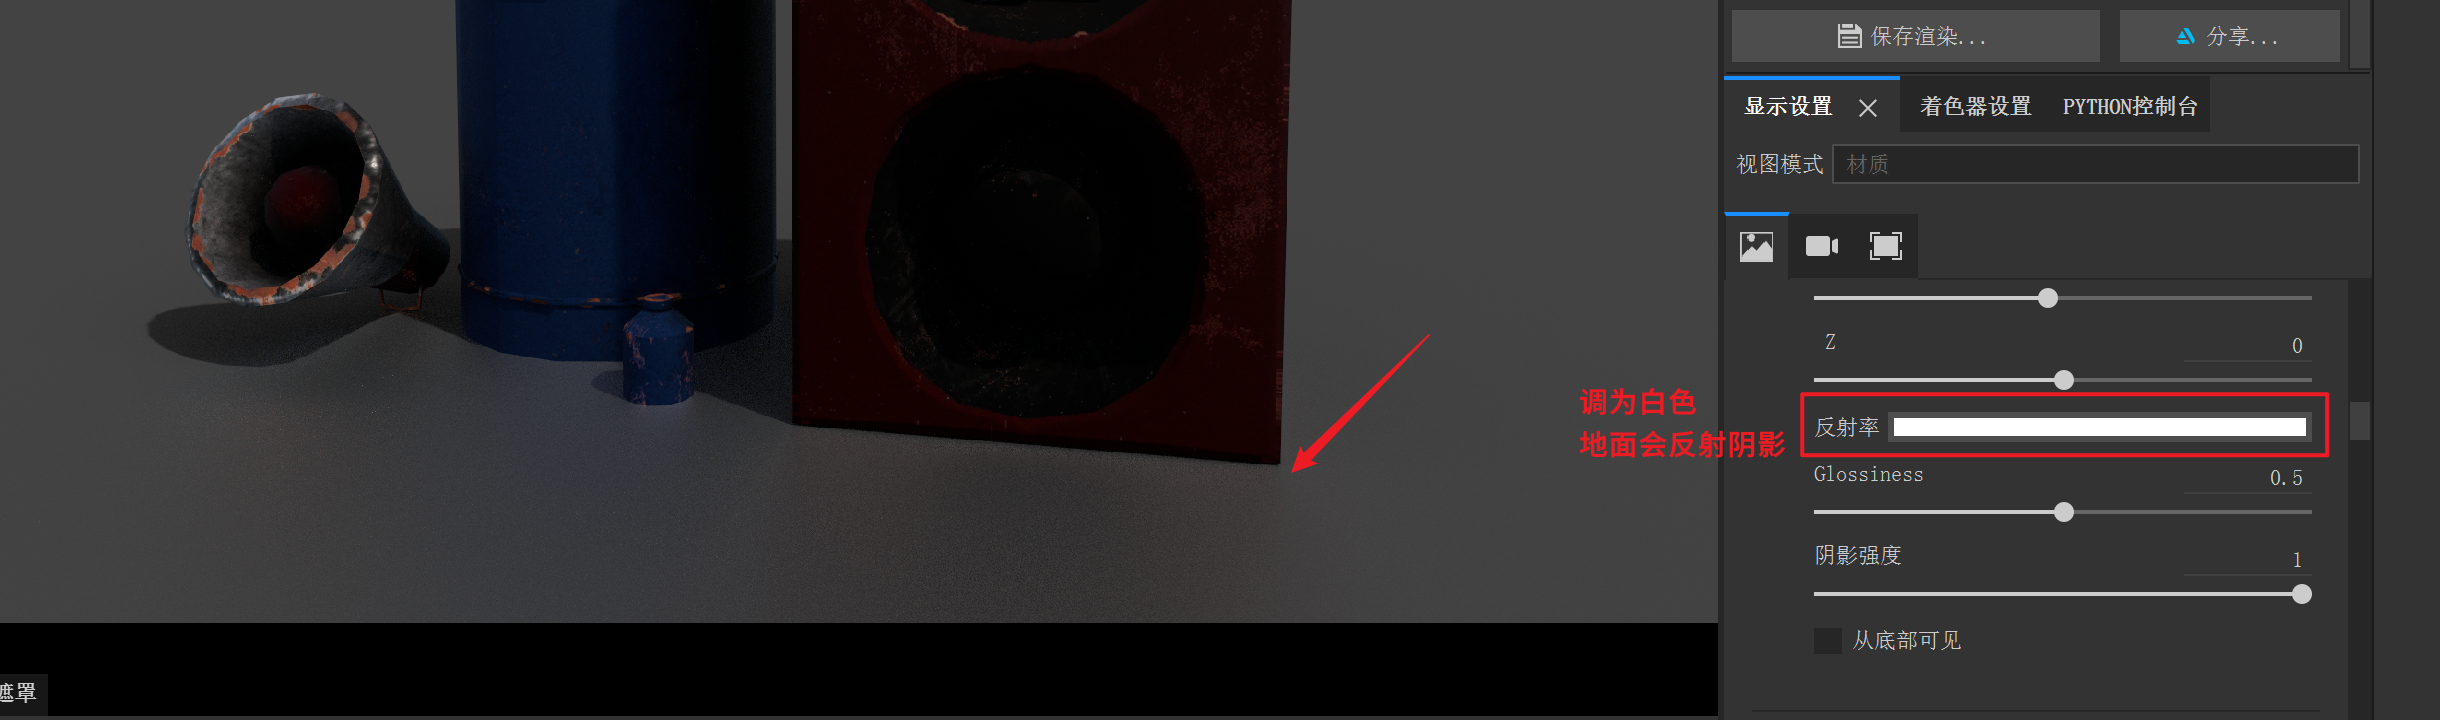 保存渲染...
分享...
显示设置
着色器设置
PYTHON控制台
视图模式
材质
Z
0
调为白色
地面会反射阴影
反射率
Glossiness
0.5
阴影强度
1
从底部可见
遮罩